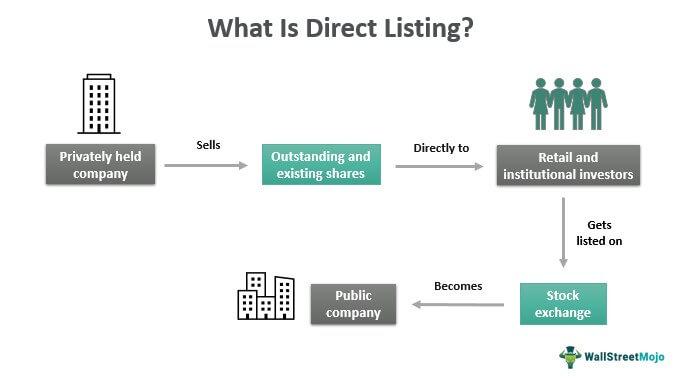 What Is Direct Listing?
Privately held
company
Sells
Outstanding and
existing shares
Directly to
Retail and
institutional investors
Gets
listed on
Stock
exchange
Becomes
Public
company
WallStreetMojo